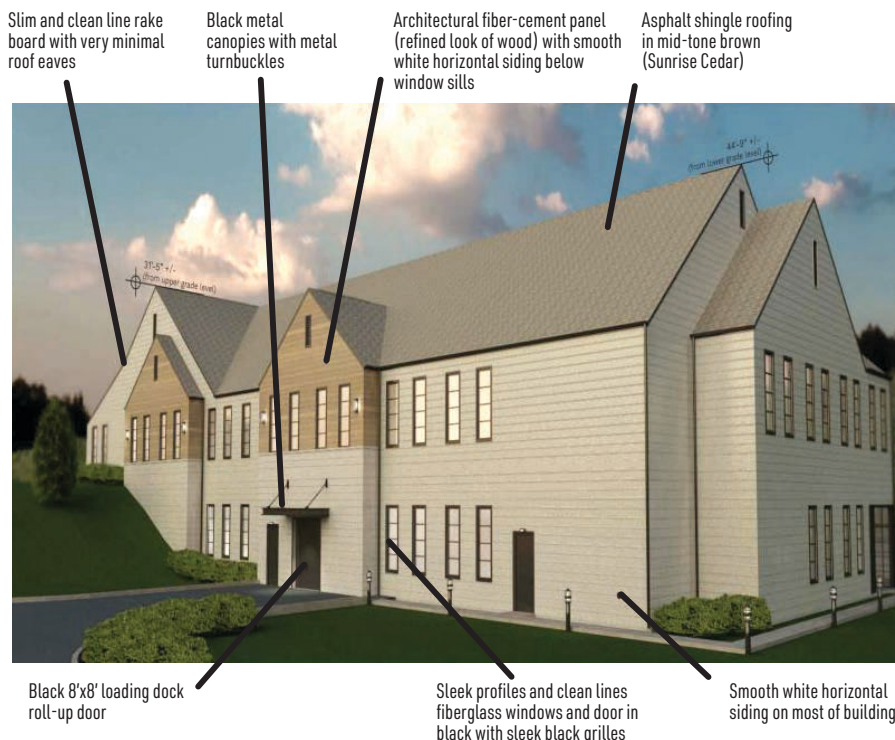 Slim and clean line rake
board with very minimal
roof eaves
Black metal
canopies with metal
turnbuckles
Architectural fiber-cement panel
(refined look of wood) with smooth
white horizontal siding below
window sills
Asphalt shingle roofing
in mid-tone brown
(Sunrise Cedar)
44'-9" +/-
(from lower grade level)
31'-5" +/-
(from upper grade level)
Black 8'x8' loading dock
roll-up door
Sleek profiles and clean lines
fiberglass windows and door in
black with sleek black grilles
Smooth white horizontal
siding on most of building